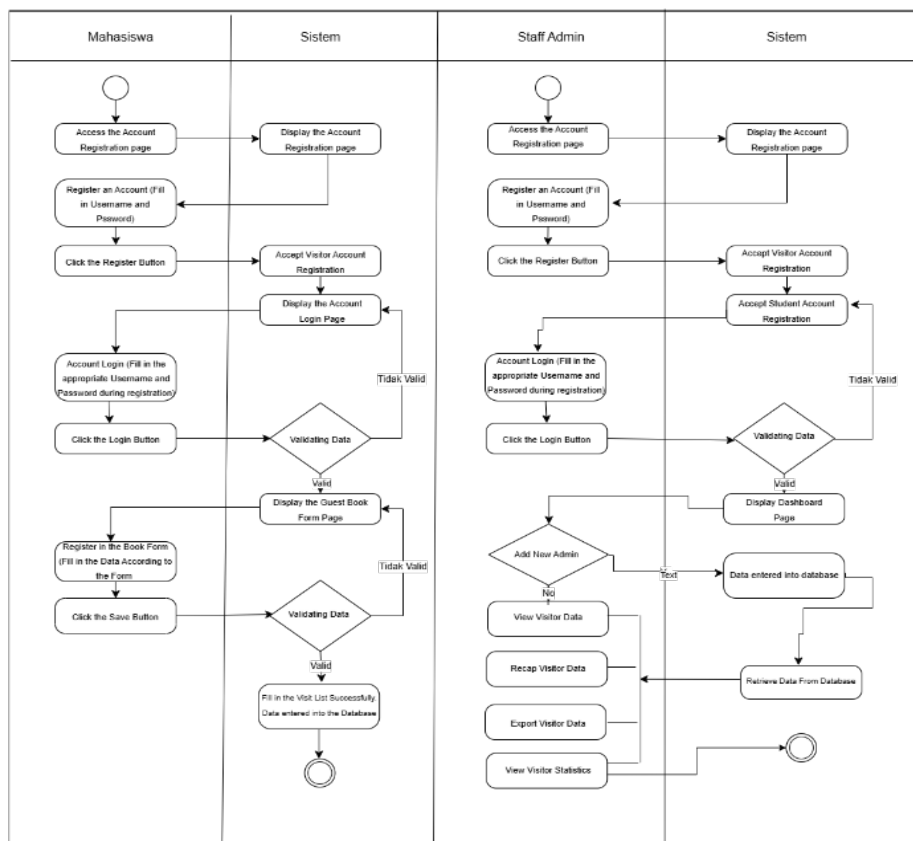 Mahasiswa
Sistem
Staff Admin
Sistem
Access the Account
Registration page
Display the Account
Registration page
Access the Account
Registration page
Display the Account
Registration page
Register an Account (Fill
in Username and
Pssword)
Register an Account (Fill
in Username and
Pssword)
Click the Register Button
Accept Visitor Account
Registration
Click the Register Button
Accept Visitor Account
Registration
Display the Account
Login Page
Accept Student Account
Registration
Account Login (Fill in the
appropriate Username and
Password during registration)
Tidak Valid
Account Login (Fill in the
appropriate Username and
Password during registration)
Tidak Valid
Click the Login Button
Validating Data
Click the Login Button
Validating Data
Valid
Valid
Display the Guest Book
Form Page
Display Dashboard
Page
Register in the Book Form
(Fill in the Data According to
the Form
Tidak Valid
Add New Admin
Text
Data entered into database
No
Click the Save Button
Validating Data
View Visitor Data
Valid
Recap Visitor Data
Retrieve Data From Database
Fill in the Visit List Successfully.
Data entered into the Database
Export Visitor Data
View Visitor Statistics